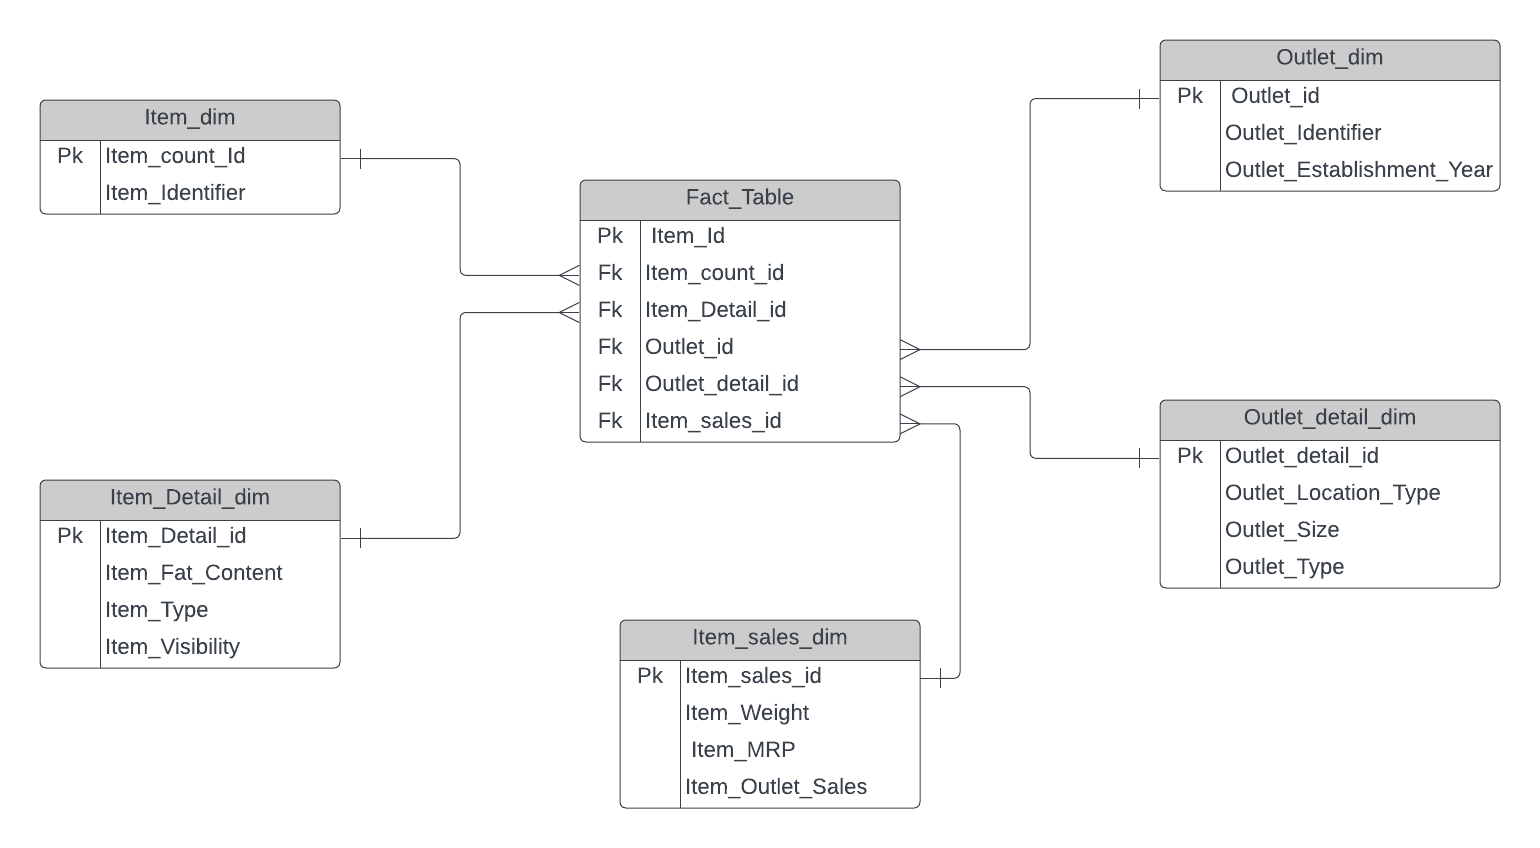 Item_dim
Pk Item_count_Id
Item_Identifier
Item_Detail_dim
Pk Item_Detail_id
Item_Fat_Content
Item_Type
Item_Visibility
Fact_Table
Pk Item_Id
Fk Item_count_id
Fk Item_Detail_id
Fk Outlet_id
Fk Outlet_detail_id
Fk Item_sales_id
Item_sales_dim
Pk Item_sales_id
Item_Weight
Item_MRP
Item_Outlet_Sales
Outlet_dim
Pk Outlet_id
Outlet_Identifier
Outlet_Establishment_Year
Outlet_detail_dim
Pk Outlet_detail_id
Outlet_Location_Type
Outlet_Size
Outlet_Type